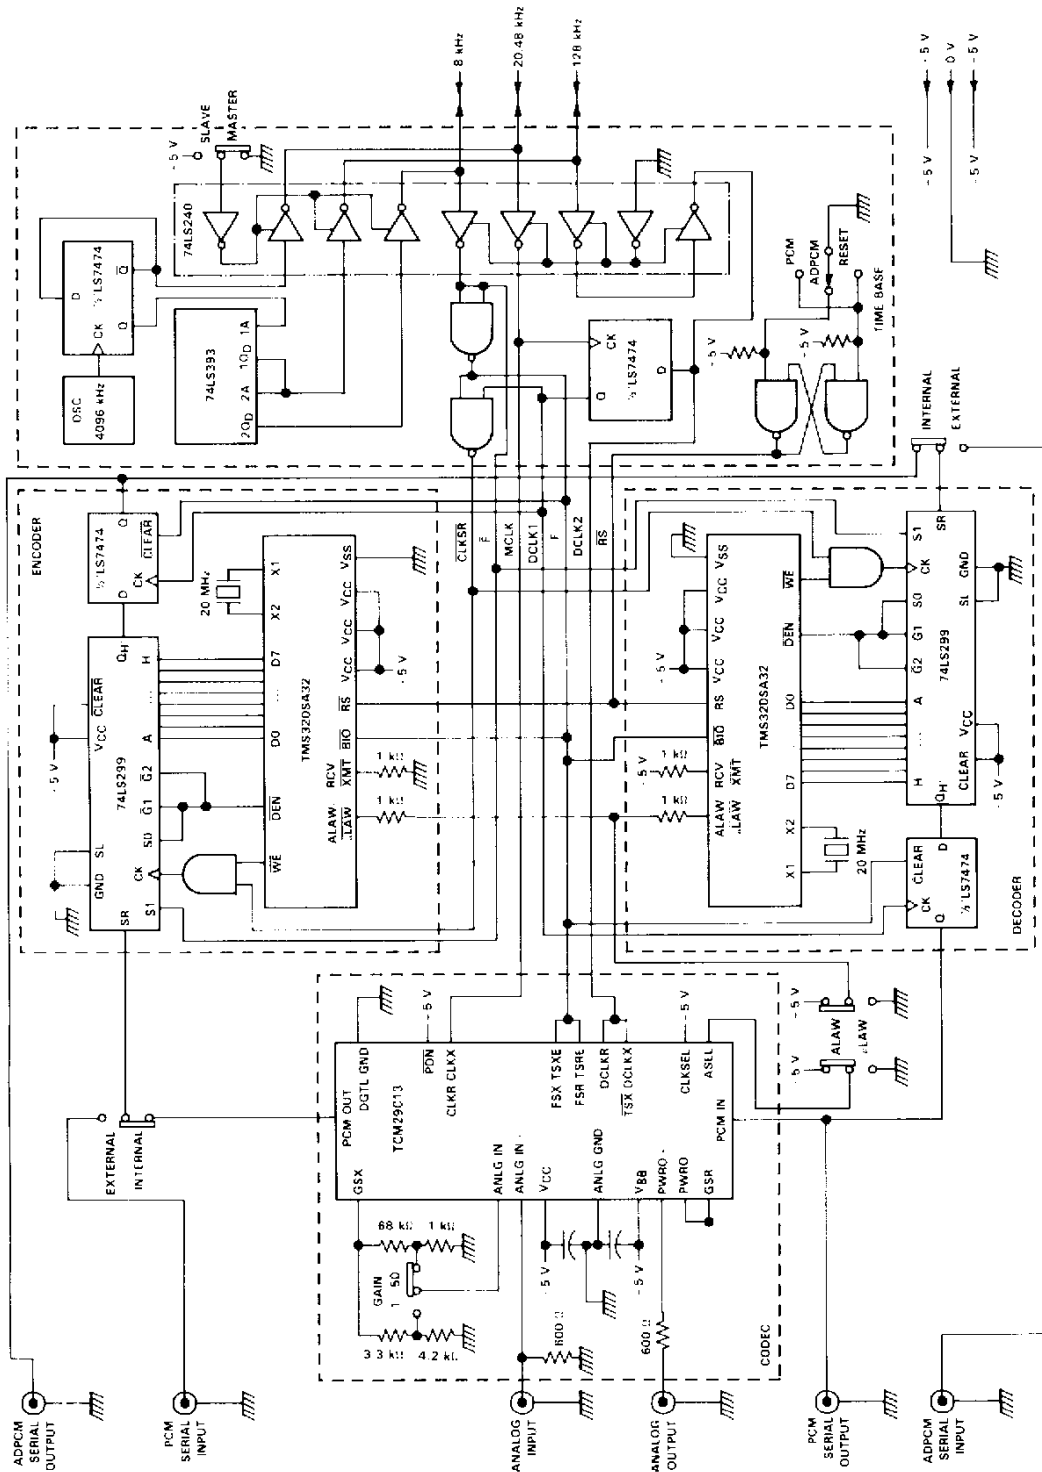 ADPCM
SERIAL
OUTPUT
PCM
SERIAL
INPUT
ANALOG
INPUT
ANALOG
OUTPUT
PCM
SERIAL
OUTPUT
ADPCM
SERIAL
INPUT
EXTERNAL
INTERNAL
CODEC
TCM29C13
PCM OUT
DGTL GND
PDN
- 5 V
CLKR CLKX
FSX TSXE
FSR TSRE
DCLKR
TSX DCLKX
CLKSEL
- 5 V
ASEL
PCM IN
GSX
ANLG IN
ANLG IN -
VCC
ANLG GND
VBB
PWRO -
PWRO
GSR
68 kΩ
1 kΩ
GAIN
1
50
3.3 kΩ
4.2 kΩ
600 Ω
600 Ω
- 5 V
- 5 V
- 5 V
- 5 V
ALAW
µLAW
ENCODER
74LS299
SR
S1
GND
SL
CK
S0
G1
G2
VCC
CLEAR
A
...
H
QH'
- 5 V
½ 'LS7474
D
CK
Q
CLEAR
TMS320SA32
WE
DEN
D0
...
D7
X2
X1
20 MHz
ALAW
µLAW
RCV
XMT
BIO
RS
VCC
VCC
VCC
VSS
1 kΩ
1 kΩ
- 5 V
CLKSR
F
MCLK
DCLK1
F
DCLK2
RS
DECODER
TMS320SA32
X1
X2
D7
...
D0
DEN
WE
ALAW
µLAW
RCV
XMT
BIO
RS
VCC
VCC
VCC
VSS
1 kΩ
1 kΩ
- 5 V
- 5 V
20 MHz
½ 'LS7474
Q
CK
CLEAR
D
74LS299
QH'
H
...
A
CLEAR
VCC
- 5 V
G2
G1
S0
CK
S1
SL
GND
SR
INTERNAL
EXTERNAL
TIME BASE
OSC
4096 kHz
½ 'LS7474
CK
D
Q
Q
74LS393
2QD
2A
1QD
1A
74LS240
- 5 V
SLAVE
MASTER
½ 'LS7474
Q
CK
D
- 5 V
- 5 V
PCM
ADPCM
RESET
8 kHz
20.48 kHz
128 kHz
- 5 V
- 5 V
- 5 V
0 V
- 5 V